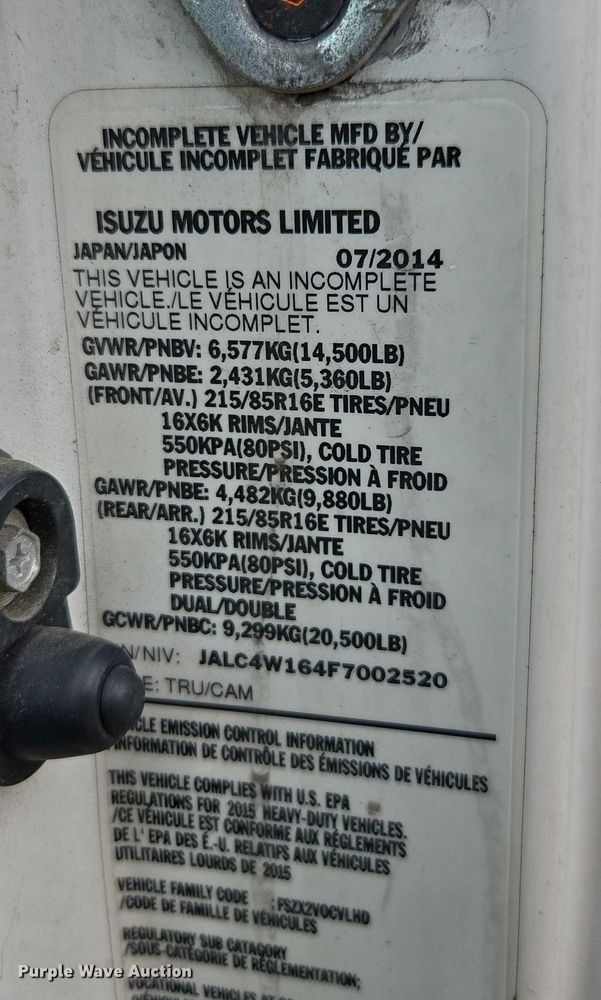 INCOMPLETE VEHICLE MFD BY/
VÉHICULE INCOMPLET FABRIQUÉ PAR
ISUZU MOTORS LIMITED
JAPAN/JAPON 07/2014
THIS VEHICLE IS AN INCOMPLETE
VEHICLE./LE VÉHICULE EST UN
VÉHICULE INCOMPLET.
GVWR/PNBV: 6,577KG(14,500LB)
GAWR/PNBE: 2,431KG(5,360LB)
(FRONT/AV.) 215/85R16E TIRES/PNEU
16X6K RIMS/JANTE
550KPA(80PSI), COLD TIRE
PRESSURE/PRESSION À FROID
GAWR/PNBE: 4,482KG(9,880LB)
(REAR/ARR.) 215/85R16E TIRES/PNEU
16X6K RIMS/JANTE
550KPA(80PSI), COLD TIRE
PRESSURE/PRESSION À FROID
DUAL/DOUBLE
GCWR/PNBC: 9,299KG(20,500LB)
N/NIV: JALC4W164F7002520
E: TRU/CAM
CLE EMISSION CONTROL INFORMATION
INFORMATION DE CONTRÔLE DES ÉMISSIONS DE VÉHICULES
THIS VEHICLE COMPLIES WITH U.S. EPA
REGULATIONS FOR 2015 HEAVY-DUTY VEHICLES.
/CE VÉHICULE EST CONFORME AUX RÉGLEMENTS
DE L' EPA DES É.-U. RELATIFS AUX VÉHICULES
UTILITAIRES LOURDS DE 2015
VEHICLE FAMILY CODE : FSZX2VOCVLHD
/CODE DE FAMILLE DE VÉHICULES
REGULATORY SUB CATAGORY
/SOUS-CATÉGORIE DE RÉGLEMENTATION;
VOCATIONAL VEHICLES AT
Purple Wave Auction